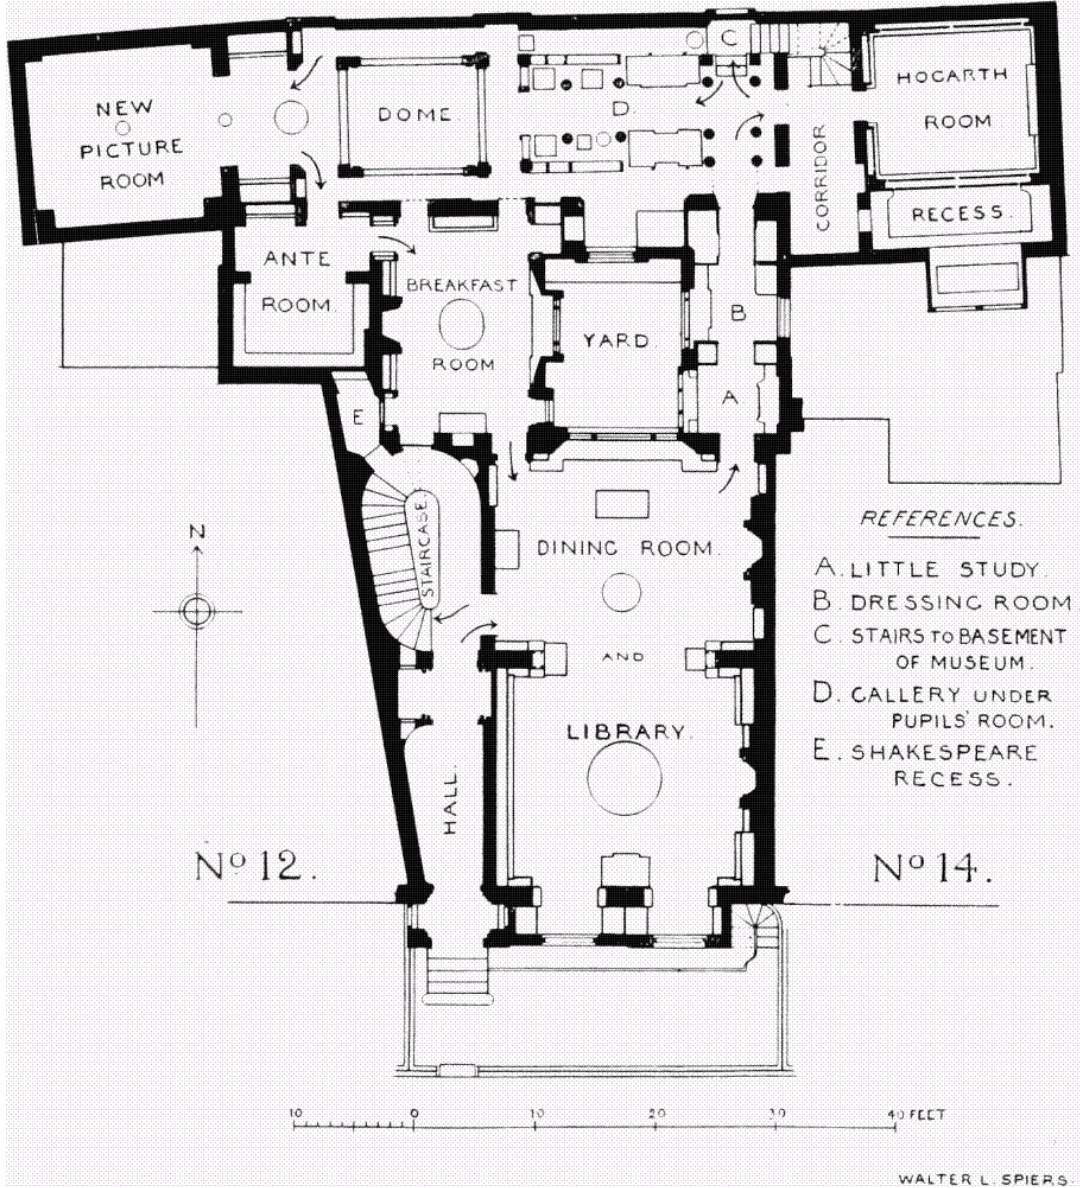 NEW
PICTURE
ROOM
DOME.
C
D.
HOGARTH
ROOM
CORRIDOR
RECESS.
ANTE
ROOM.
BREAKFAST
ROOM
YARD
B
A
E
STAIRCASE.
N
DINING ROOM.
AND
LIBRARY.
HALL.
REFERENCES.
A. LITTLE STUDY.
B. DRESSING ROOM
C. STAIRS TO BASEMENT
OF MUSEUM.
D. GALLERY UNDER
PUPILS' ROOM.
E. SHAKESPEARE
RECESS.
No 12.
No 14.
10 0 10 20 30 40 FEET
WALTER L. SPIERS.